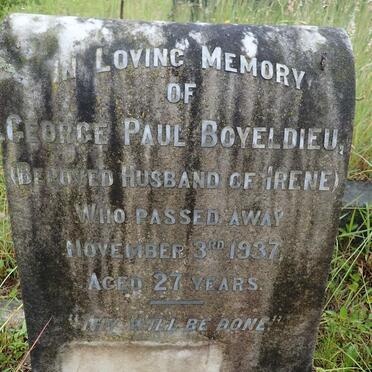 IN LOVING MEMORY
OF
GEORGE PAUL BOYELDIEU,
(BELOVED HUSBAND OF IRENE)
WHO PASSED AWAY
NOVEMBER 3RD 1937,
AGED 27 YEARS.
"THY WILL BE DONE"